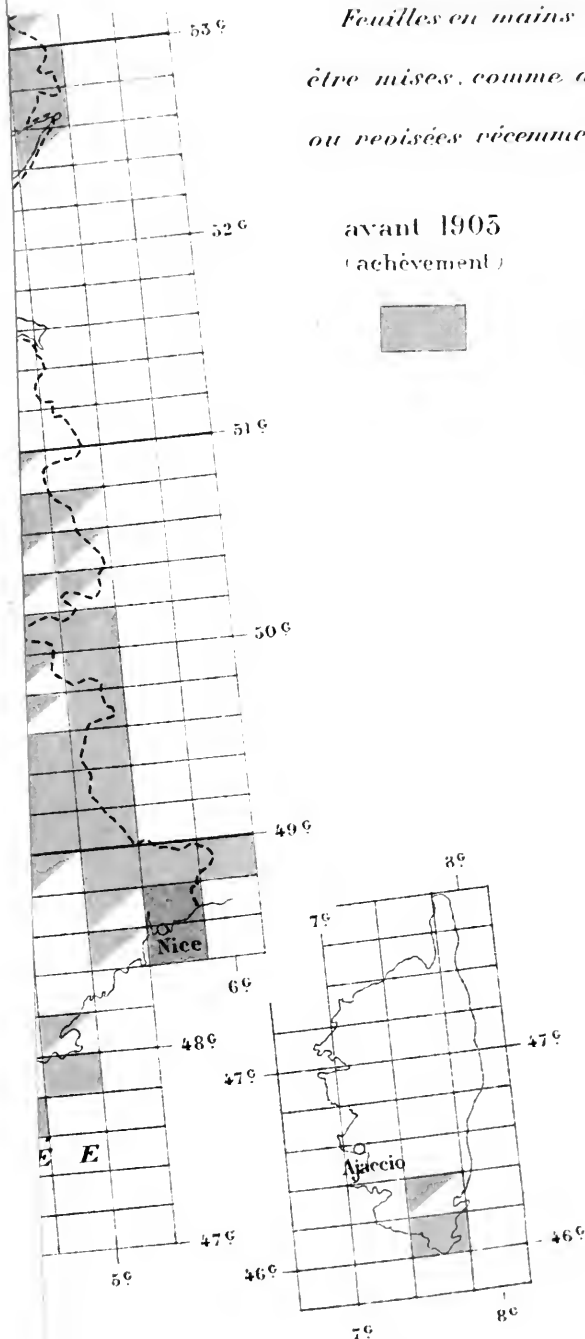 Feuilles en mains
être mises, comme d
ou revisées récemme
avant 1905
(achèvement)
53ᴳ
52ᴳ
51ᴳ
50ᴳ
49ᴳ
Nice
6ᴳ
48ᴳ
E E
47ᴳ
5ᴳ
8ᴳ
7ᴳ
47ᴳ
47ᴳ
Ajaccio
46ᴳ
46ᴳ
7ᴳ
8ᴳ